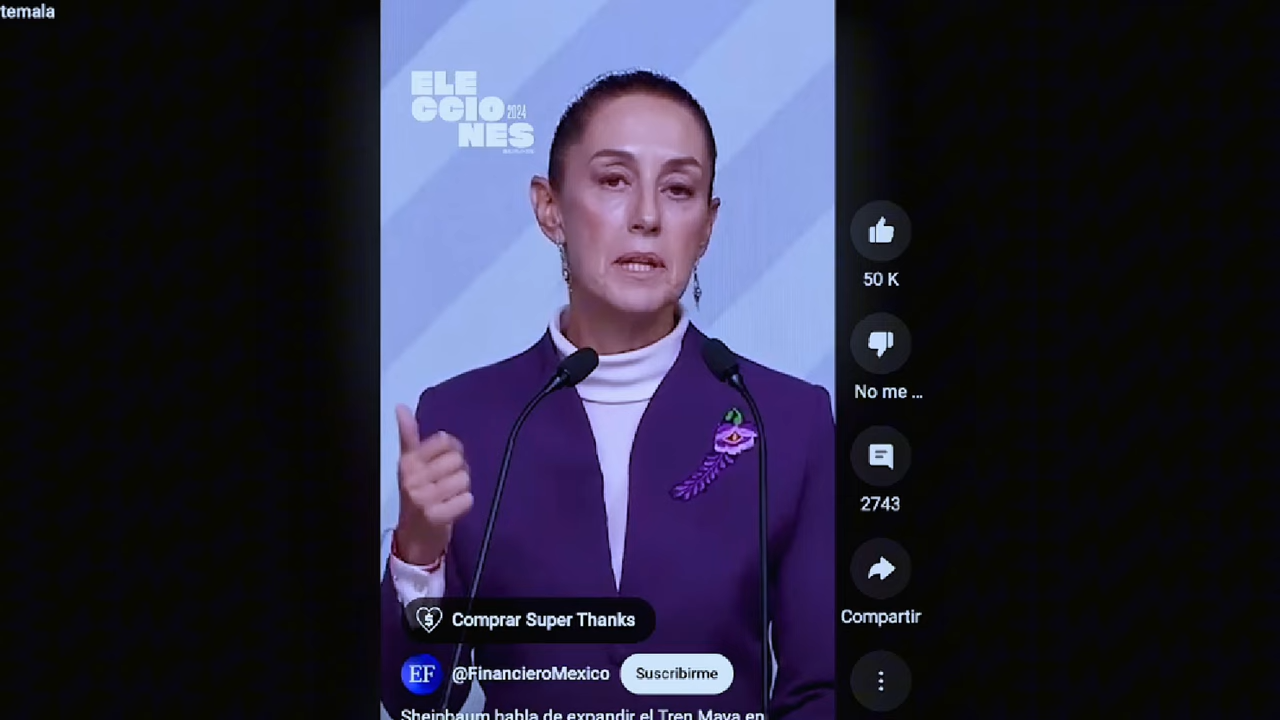 temala
ELE
CCIO 2024
NES
50 K
No me ...
2743
Compartir
Comprar Super Thanks
EF @FinancieroMexico Suscribirme
Sheinbaum habla de expandir el Tren Maya en